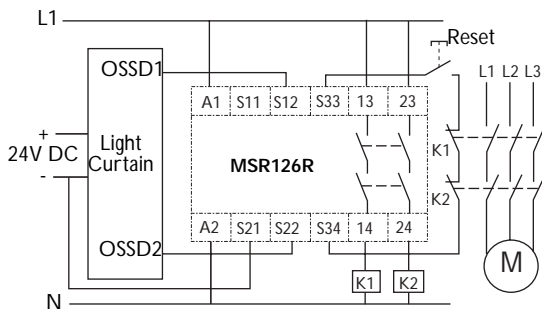 L1
Reset
OSSD1
L1 L2 L3
A1 S11 S12 S33 13 23
+
24V DC
-
Light
Curtain
MSR126R
K1
K2
A2 S21 S22 S34 14 24
OSSD2
K1 K2
M
N